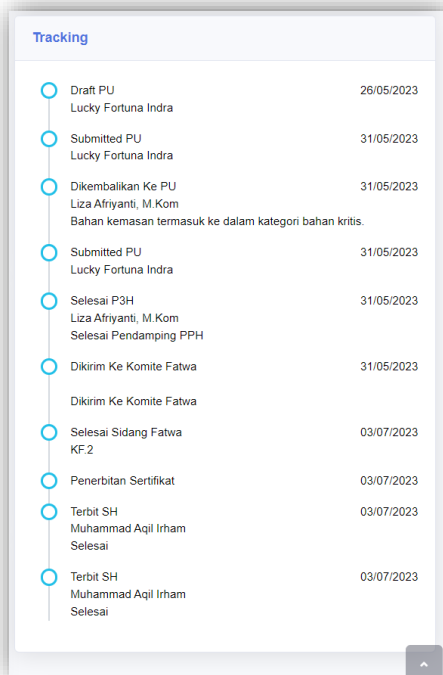 Tracking
Draft PU 26/05/2023
Lucky Fortuna Indra
Submitted PU 31/05/2023
Lucky Fortuna Indra
Dikembalikan Ke PU 31/05/2023
Liza Afriyanti, M.Kom
Bahan kemasan termasuk ke dalam kategori bahan kritis.
Submitted PU 31/05/2023
Lucky Fortuna Indra
Selesai P3H 31/05/2023
Liza Afriyanti, M.Kom
Selesai Pendamping PPH
Dikirim Ke Komite Fatwa 31/05/2023
Dikirim Ke Komite Fatwa
Selesai Sidang Fatwa 03/07/2023
KF.2
Penerbitan Sertifikat 03/07/2023
Terbit SH 03/07/2023
Muhammad Aqil Irham
Selesai
Terbit SH 03/07/2023
Muhammad Aqil Irham
Selesai